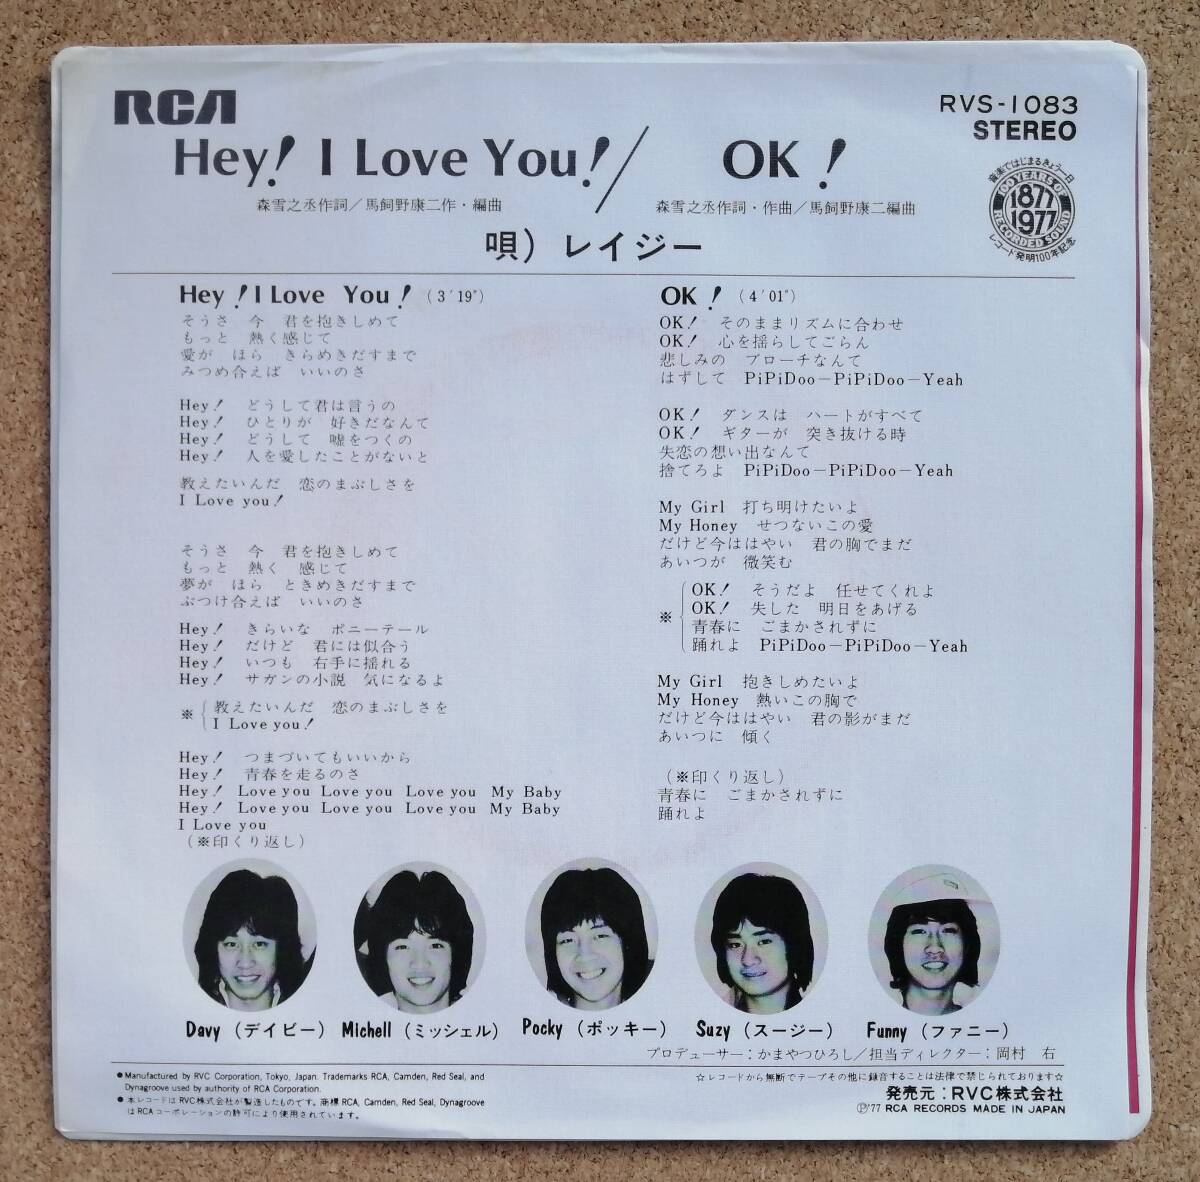 RCA
RVS-1083
STEREO
Hey! I Love You!/ OK!
森雪之丞作詞／馬飼野康二作・編曲
森雪之丞作詞・作曲／馬飼野康二編曲
音楽ではじまるきょう一日
100 YEARS OF
1877
1977
RECORDED SOUND
レコード発明100年記念
唄）レイジー
Hey! I Love You! (3'19")
そうさ 今 君を抱きしめて
もっと 熱く感じて
愛が ほら きらめきだすまで
みつめ合えば いいのさ
Hey! どうして君は言うの
Hey! ひとりが 好きだなんて
Hey! どうして 嘘をつくの
Hey! 人を愛したことがないと
教えたいんだ 恋のまぶしさを
I Love you!
そうさ 今 君を抱きしめて
もっと 熱く 感じて
夢が ほら ときめきだすまで
ぶつけ合えば いいのさ
Hey! きらいな ポニーテール
Hey! だけど 君には似合う
Hey! いつも 右手に揺れる
Hey! サガンの小説 気になるよ
※ 教えたいんだ 恋のまぶしさを
I Love you!
Hey! つまづいてもいいから
Hey! 青春を走るのさ
Hey! Love you Love you Love you My Baby
Hey! Love you Love you Love you My Baby
I Love you
（※印くり返し）
OK! (4'01")
OK! そのままリズムに合わせ
OK! 心を揺らしてごらん
悲しみの ブローチなんて
はずして PiPiDoo－PiPiDoo－Yeah
OK! ダンスは ハートがすべて
OK! ギターが 突き抜ける時
失恋の想い出なんて
捨てろよ PiPiDoo－PiPiDoo－Yeah
My Girl 打ち明けたいよ
My Honey せつないこの愛
だけど今ははやい 君の胸でまだ
あいつが 微笑む
OK! そうだよ 任せてくれよ
※ OK! 失した 明日をあげる
青春に ごまかされずに
踊れよ PiPiDoo－PiPiDoo－Yeah
My Girl 抱きしめたいよ
My Honey 熱いこの胸で
だけど今ははやい 君の影がまだ
あいつに 傾く
（※印くり返し）
青春に ごまかされずに
踊れよ
Davy（デイビー） Michell（ミッシェル） Pocky（ポッキー） Suzy（スージー） Funny（ファニー）
プロデューサー：かまやつひろし／担当ディレクター：岡村 右
●Manufactured by RVC Corporation, Tokyo, Japan. Trademarks RCA, Camden, Red Seal, and
Dynagroove used by authority of RCA Corporation.
●本レコードはRVC株式会社が製造したものです。商標RCA, Camden, Red Seal, Dynagroove
はRCAコーポレーションの許可により使用されています。
☆レコードから無断でテープその他に録音することは法律で禁じられております☆
発売元：RVC株式会社
Ⓟ'77 RCA RECORDS MADE IN JAPAN